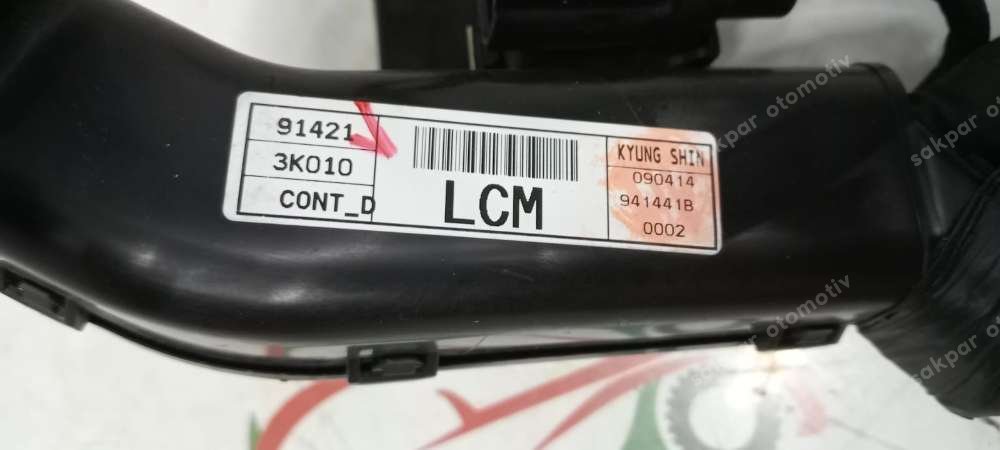 91421
3K010
CONT_D
LCM
KYUNG SHIN
090414
941441B
0002
sakpar otomotiv
sakpar otomotiv
sakpar otomotiv
sakpar otomotiv